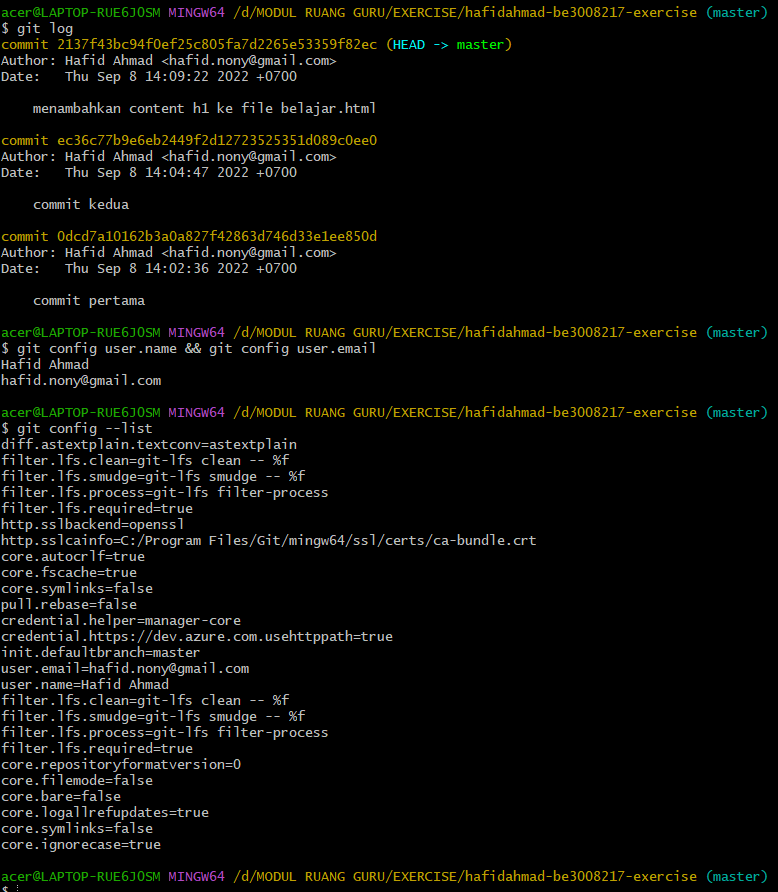 acer@LAPTOP-RUE6J0SM MINGW64 /d/MODUL RUANG GURU/EXERCISE/hafidahmad-be3008217-exercise (master)
$ git log
commit 2137f43bc94f0ef25c805fa7d2265e53359f82ec (HEAD -> master)
Author: Hafid Ahmad <hafid.nony@gmail.com>
Date:   Thu Sep 8 14:09:22 2022 +0700
    menambahkan content h1 ke file belajar.html
commit ec36c77b9e6eb2449f2d12723525351d089c0ee0
Author: Hafid Ahmad <hafid.nony@gmail.com>
Date:   Thu Sep 8 14:04:47 2022 +0700
    commit kedua
commit 0dcd7a10162b3a0a827f42863d746d33e1ee850d
Author: Hafid Ahmad <hafid.nony@gmail.com>
Date:   Thu Sep 8 14:02:36 2022 +0700
    commit pertama
acer@LAPTOP-RUE6J0SM MINGW64 /d/MODUL RUANG GURU/EXERCISE/hafidahmad-be3008217-exercise (master)
$ git config user.name && git config user.email
Hafid Ahmad
hafid.nony@gmail.com
acer@LAPTOP-RUE6J0SM MINGW64 /d/MODUL RUANG GURU/EXERCISE/hafidahmad-be3008217-exercise (master)
$ git config --list
diff.astextplain.textconv=astextplain
filter.lfs.clean=git-lfs clean -- %f
filter.lfs.smudge=git-lfs smudge -- %f
filter.lfs.process=git-lfs filter-process
filter.lfs.required=true
http.sslbackend=openssl
http.sslcainfo=C:/Program Files/Git/mingw64/ssl/certs/ca-bundle.crt
core.autocrlf=true
core.fscache=true
core.symlinks=false
pull.rebase=false
credential.helper=manager-core
credential.https://dev.azure.com.usehttppath=true
init.defaultbranch=master
user.email=hafid.nony@gmail.com
user.name=Hafid Ahmad
filter.lfs.clean=git-lfs clean -- %f
filter.lfs.smudge=git-lfs smudge -- %f
filter.lfs.process=git-lfs filter-process
filter.lfs.required=true
core.repositoryformatversion=0
core.filemode=false
core.bare=false
core.logallrefupdates=true
core.symlinks=false
core.ignorecase=true
acer@LAPTOP-RUE6J0SM MINGW64 /d/MODUL RUANG GURU/EXERCISE/hafidahmad-be3008217-exercise (master)
$